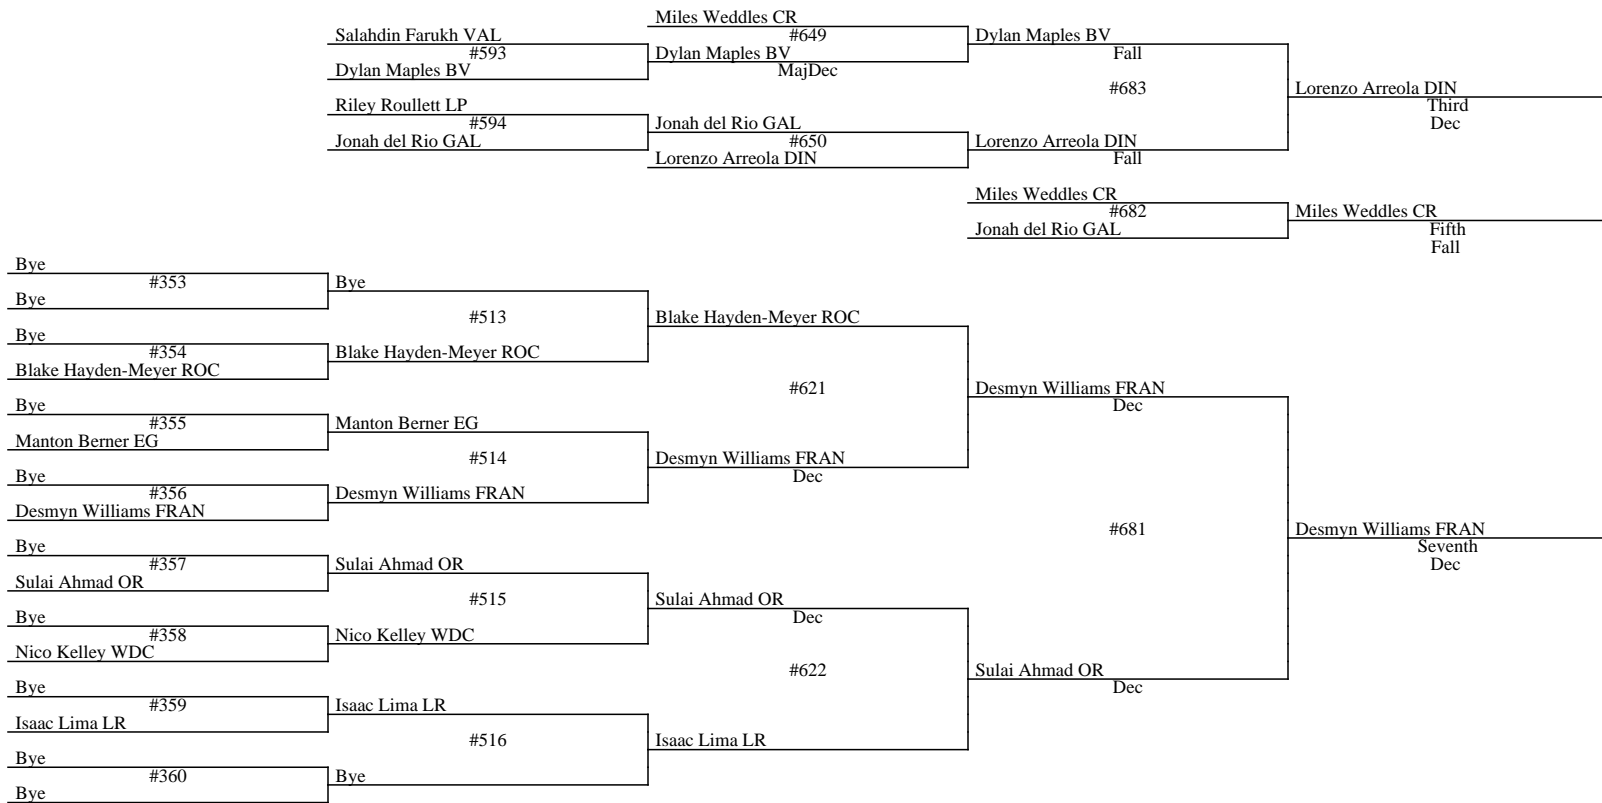 Miles Weddles CR
Salahdin Farukh VAL
#649
Dylan Maples BV
#593
Dylan Maples BV
Fall
Dylan Maples BV
MajDec
#683
Lorenzo Arreola DIN
Riley Roullett LP
Third
#594
Jonah del Rio GAL
Dec
Jonah del Rio GAL
#650
Lorenzo Arreola DIN
Lorenzo Arreola DIN
Fall
Miles Weddles CR
#682
Miles Weddles CR
Jonah del Rio GAL
Fifth
Fall
Bye
#353
Bye
Bye
#513
Blake Hayden-Meyer ROC
Bye
#354
Blake Hayden-Meyer ROC
Blake Hayden-Meyer ROC
#621
Desmyn Williams FRAN
Dec
Bye
#355
Manton Berner EG
Manton Berner EG
#514
Desmyn Williams FRAN
Dec
Bye
#356
Desmyn Williams FRAN
Desmyn Williams FRAN
#681
Desmyn Williams FRAN
Seventh
Dec
Bye
#357
Sulai Ahmad OR
Sulai Ahmad OR
#515
Sulai Ahmad OR
Dec
Bye
#358
Nico Kelley WDC
Nico Kelley WDC
#622
Sulai Ahmad OR
Dec
Bye
#359
Isaac Lima LR
Isaac Lima LR
#516
Isaac Lima LR
Bye
#360
Bye
Bye